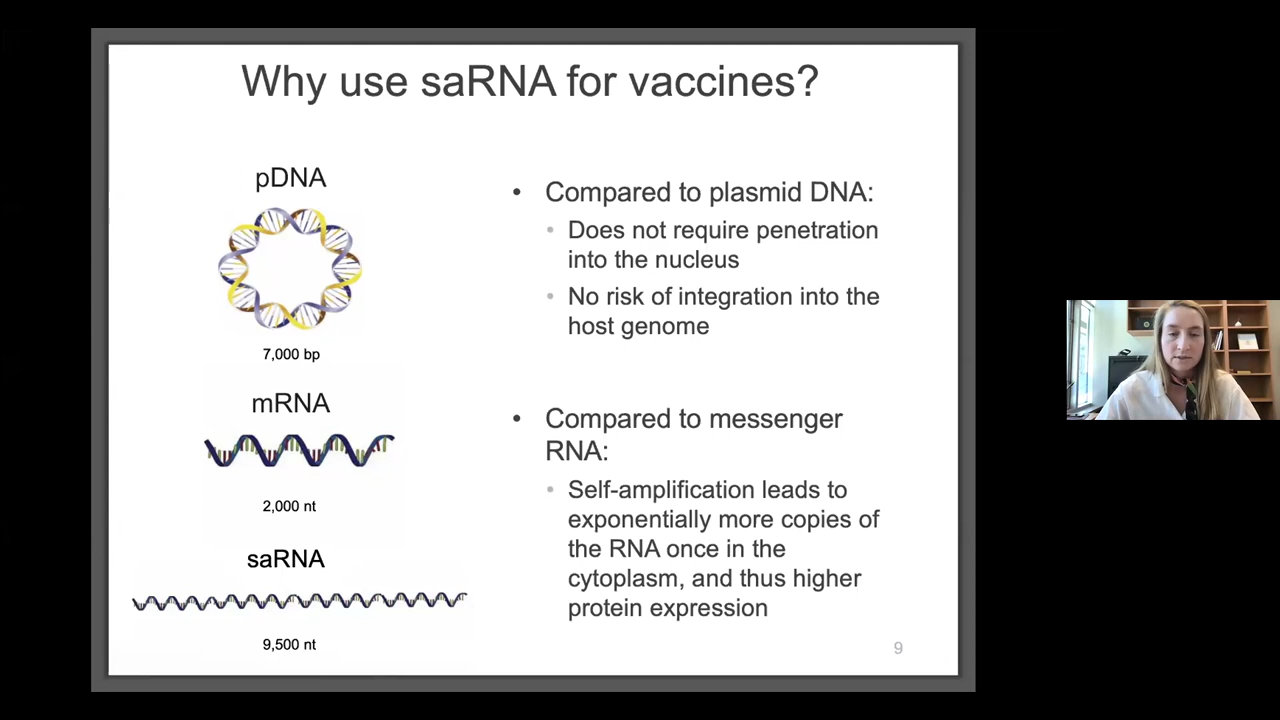 Why use saRNA for vaccines?
pDNA
7,000 bp
mRNA
2,000 nt
saRNA
9,500 nt
• Compared to plasmid DNA:
• Does not require penetration
into the nucleus
• No risk of integration into the
host genome
• Compared to messenger
RNA:
• Self-amplification leads to
exponentially more copies of
the RNA once in the
cytoplasm, and thus higher
protein expression
9